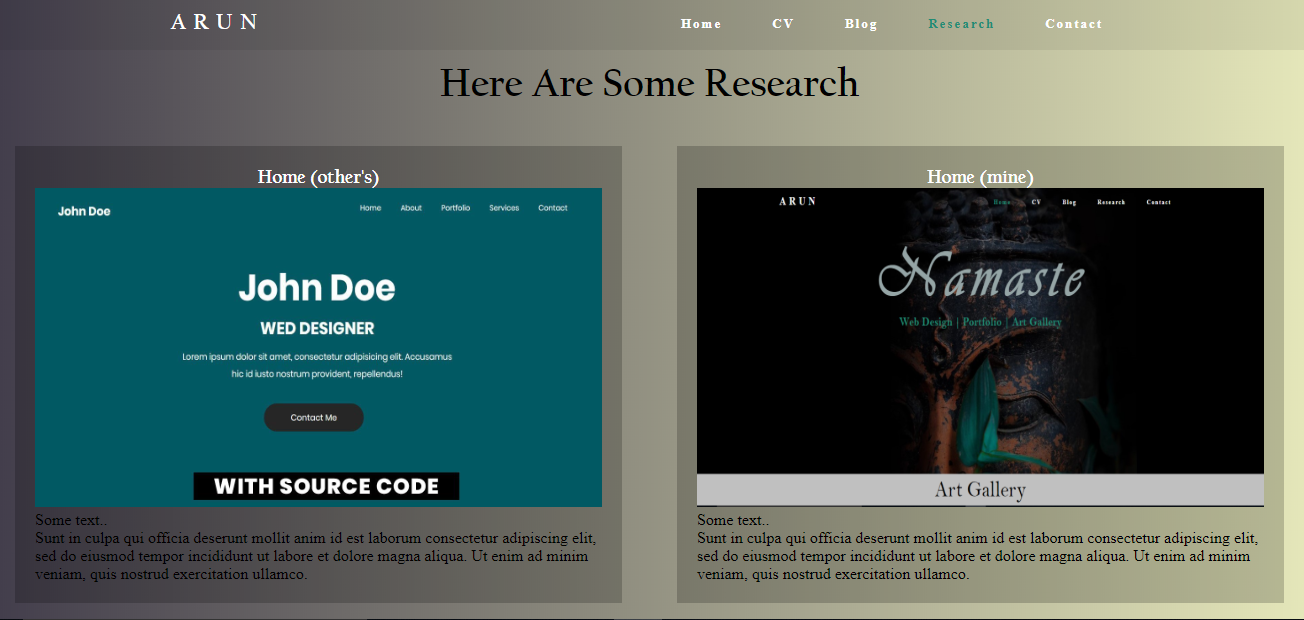 ARUN
Home CV Blog Research Contact
Here Are Some Research
Home (other's)
John Doe
Home About Portfolio Services Contact
John Doe
WED DESIGNER
Lorem ipsum dolor sit amet, consectetur adipisicing elit. Accusamus
hic id iusto nostrum provident, repellendus!
Contact Me
WITH SOURCE CODE
Some text..
Sunt in culpa qui officia deserunt mollit anim id est laborum consectetur adipiscing elit,
sed do eiusmod tempor incididunt ut labore et dolore magna aliqua. Ut enim ad minim
veniam, quis nostrud exercitation ullamco.
Home (mine)
ARUN
Home CV Blog Research Contact
Namaste
Web Design | Portfolio | Art Gallery
Art Gallery
Some text..
Sunt in culpa qui officia deserunt mollit anim id est laborum consectetur adipiscing elit,
sed do eiusmod tempor incididunt ut labore et dolore magna aliqua. Ut enim ad minim
veniam, quis nostrud exercitation ullamco.